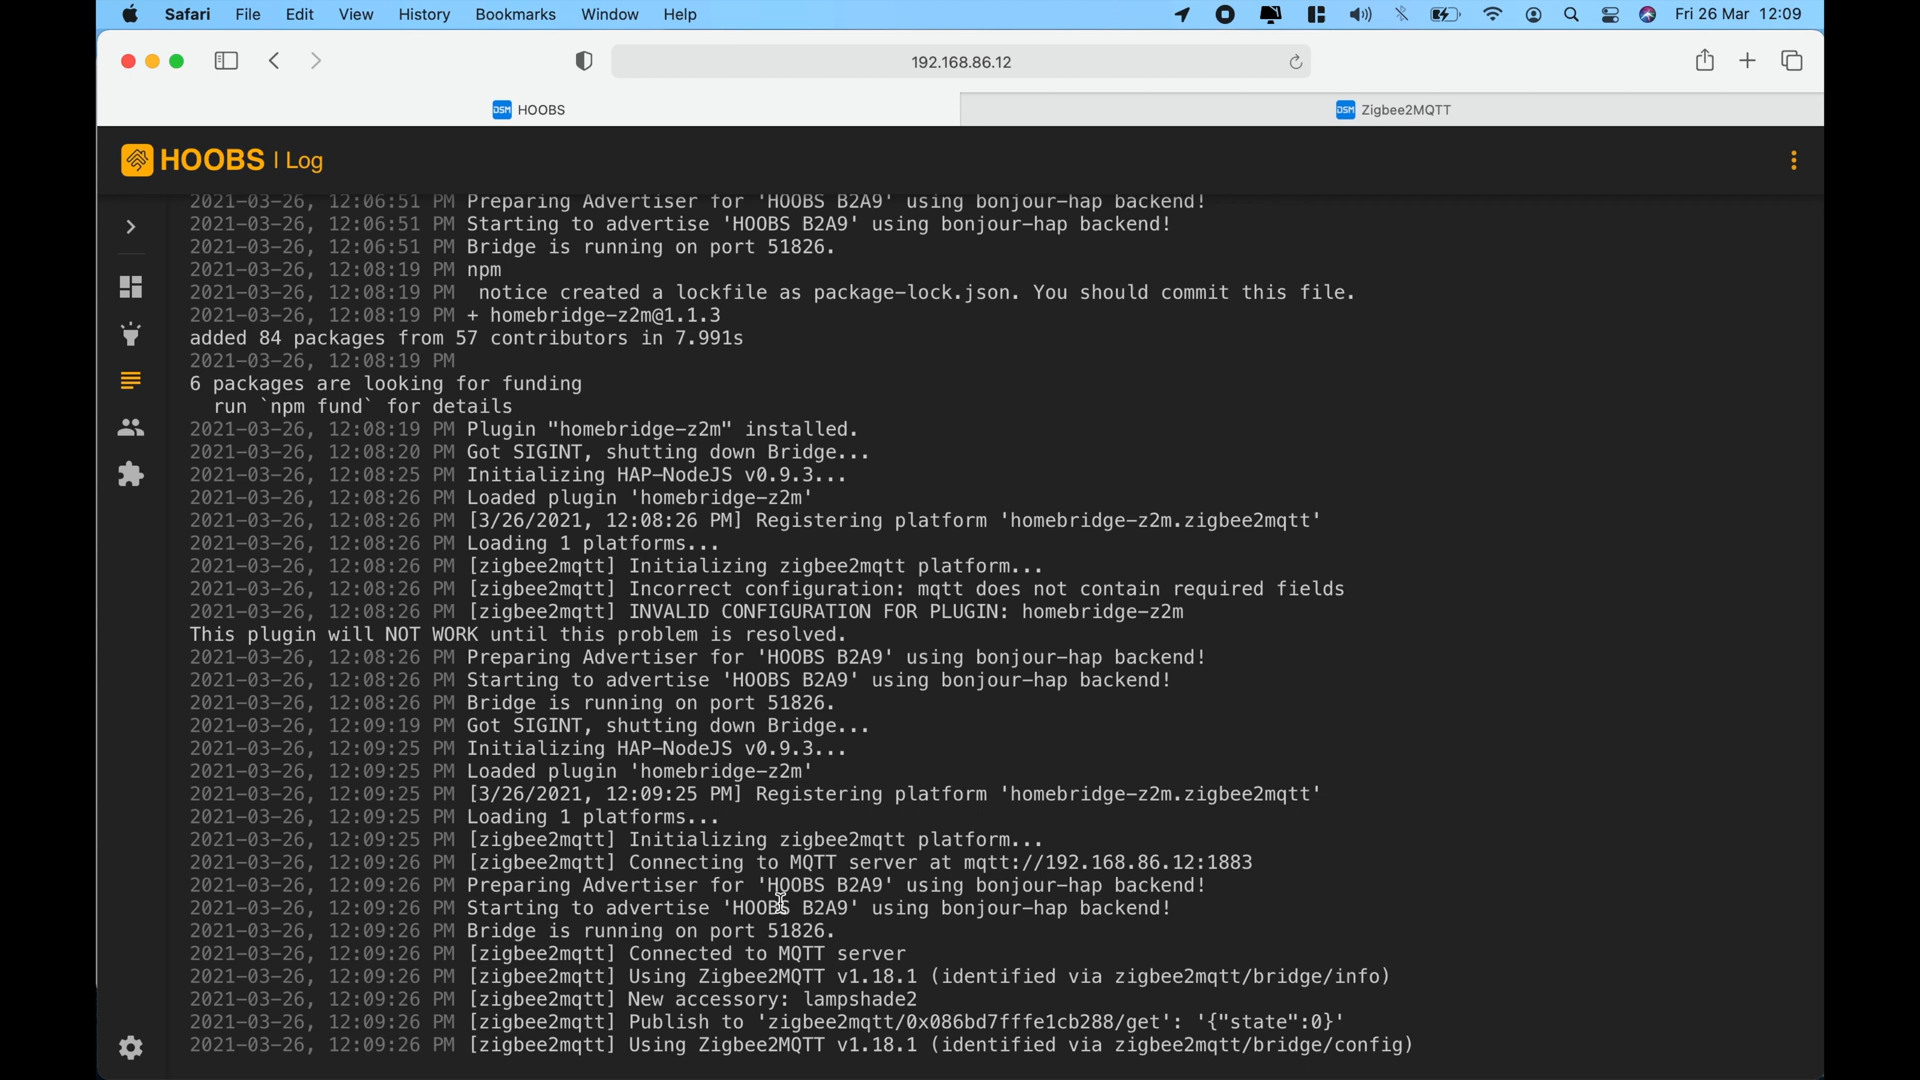 Safari File Edit View History Bookmarks Window Help Fri 26 Mar 12:09
192.168.86.12
DSM HOOBS DSM Zigbee2MQTT
HOOBS | Log
2021-03-26, 12:06:51 PM Preparing Advertiser for 'HOOBS B2A9' using bonjour-hap backend!
2021-03-26, 12:06:51 PM Starting to advertise 'HOOBS B2A9' using bonjour-hap backend!
2021-03-26, 12:06:51 PM Bridge is running on port 51826.
2021-03-26, 12:08:19 PM npm
2021-03-26, 12:08:19 PM  notice created a lockfile as package-lock.json. You should commit this file.
2021-03-26, 12:08:19 PM + homebridge-z2m@1.1.3
added 84 packages from 57 contributors in 7.991s
2021-03-26, 12:08:19 PM
6 packages are looking for funding
  run `npm fund` for details
2021-03-26, 12:08:19 PM Plugin "homebridge-z2m" installed.
2021-03-26, 12:08:20 PM Got SIGINT, shutting down Bridge...
2021-03-26, 12:08:25 PM Initializing HAP-NodeJS v0.9.3...
2021-03-26, 12:08:26 PM Loaded plugin 'homebridge-z2m'
2021-03-26, 12:08:26 PM [3/26/2021, 12:08:26 PM] Registering platform 'homebridge-z2m.zigbee2mqtt'
2021-03-26, 12:08:26 PM Loading 1 platforms...
2021-03-26, 12:08:26 PM [zigbee2mqtt] Initializing zigbee2mqtt platform...
2021-03-26, 12:08:26 PM [zigbee2mqtt] Incorrect configuration: mqtt does not contain required fields
2021-03-26, 12:08:26 PM [zigbee2mqtt] INVALID CONFIGURATION FOR PLUGIN: homebridge-z2m
This plugin will NOT WORK until this problem is resolved.
2021-03-26, 12:08:26 PM Preparing Advertiser for 'HOOBS B2A9' using bonjour-hap backend!
2021-03-26, 12:08:26 PM Starting to advertise 'HOOBS B2A9' using bonjour-hap backend!
2021-03-26, 12:08:26 PM Bridge is running on port 51826.
2021-03-26, 12:09:19 PM Got SIGINT, shutting down Bridge...
2021-03-26, 12:09:25 PM Initializing HAP-NodeJS v0.9.3...
2021-03-26, 12:09:25 PM Loaded plugin 'homebridge-z2m'
2021-03-26, 12:09:25 PM [3/26/2021, 12:09:25 PM] Registering platform 'homebridge-z2m.zigbee2mqtt'
2021-03-26, 12:09:25 PM Loading 1 platforms...
2021-03-26, 12:09:25 PM [zigbee2mqtt] Initializing zigbee2mqtt platform...
2021-03-26, 12:09:26 PM [zigbee2mqtt] Connecting to MQTT server at mqtt://192.168.86.12:1883
2021-03-26, 12:09:26 PM Preparing Advertiser for 'HOOBS B2A9' using bonjour-hap backend!
2021-03-26, 12:09:26 PM Starting to advertise 'HOOBS B2A9' using bonjour-hap backend!
2021-03-26, 12:09:26 PM Bridge is running on port 51826.
2021-03-26, 12:09:26 PM [zigbee2mqtt] Connected to MQTT server
2021-03-26, 12:09:26 PM [zigbee2mqtt] Using Zigbee2MQTT v1.18.1 (identified via zigbee2mqtt/bridge/info)
2021-03-26, 12:09:26 PM [zigbee2mqtt] New accessory: lampshade2
2021-03-26, 12:09:26 PM [zigbee2mqtt] Publish to 'zigbee2mqtt/0x086bd7fffe1cb288/get': '{"state":0}'
2021-03-26, 12:09:26 PM [zigbee2mqtt] Using Zigbee2MQTT v1.18.1 (identified via zigbee2mqtt/bridge/config)